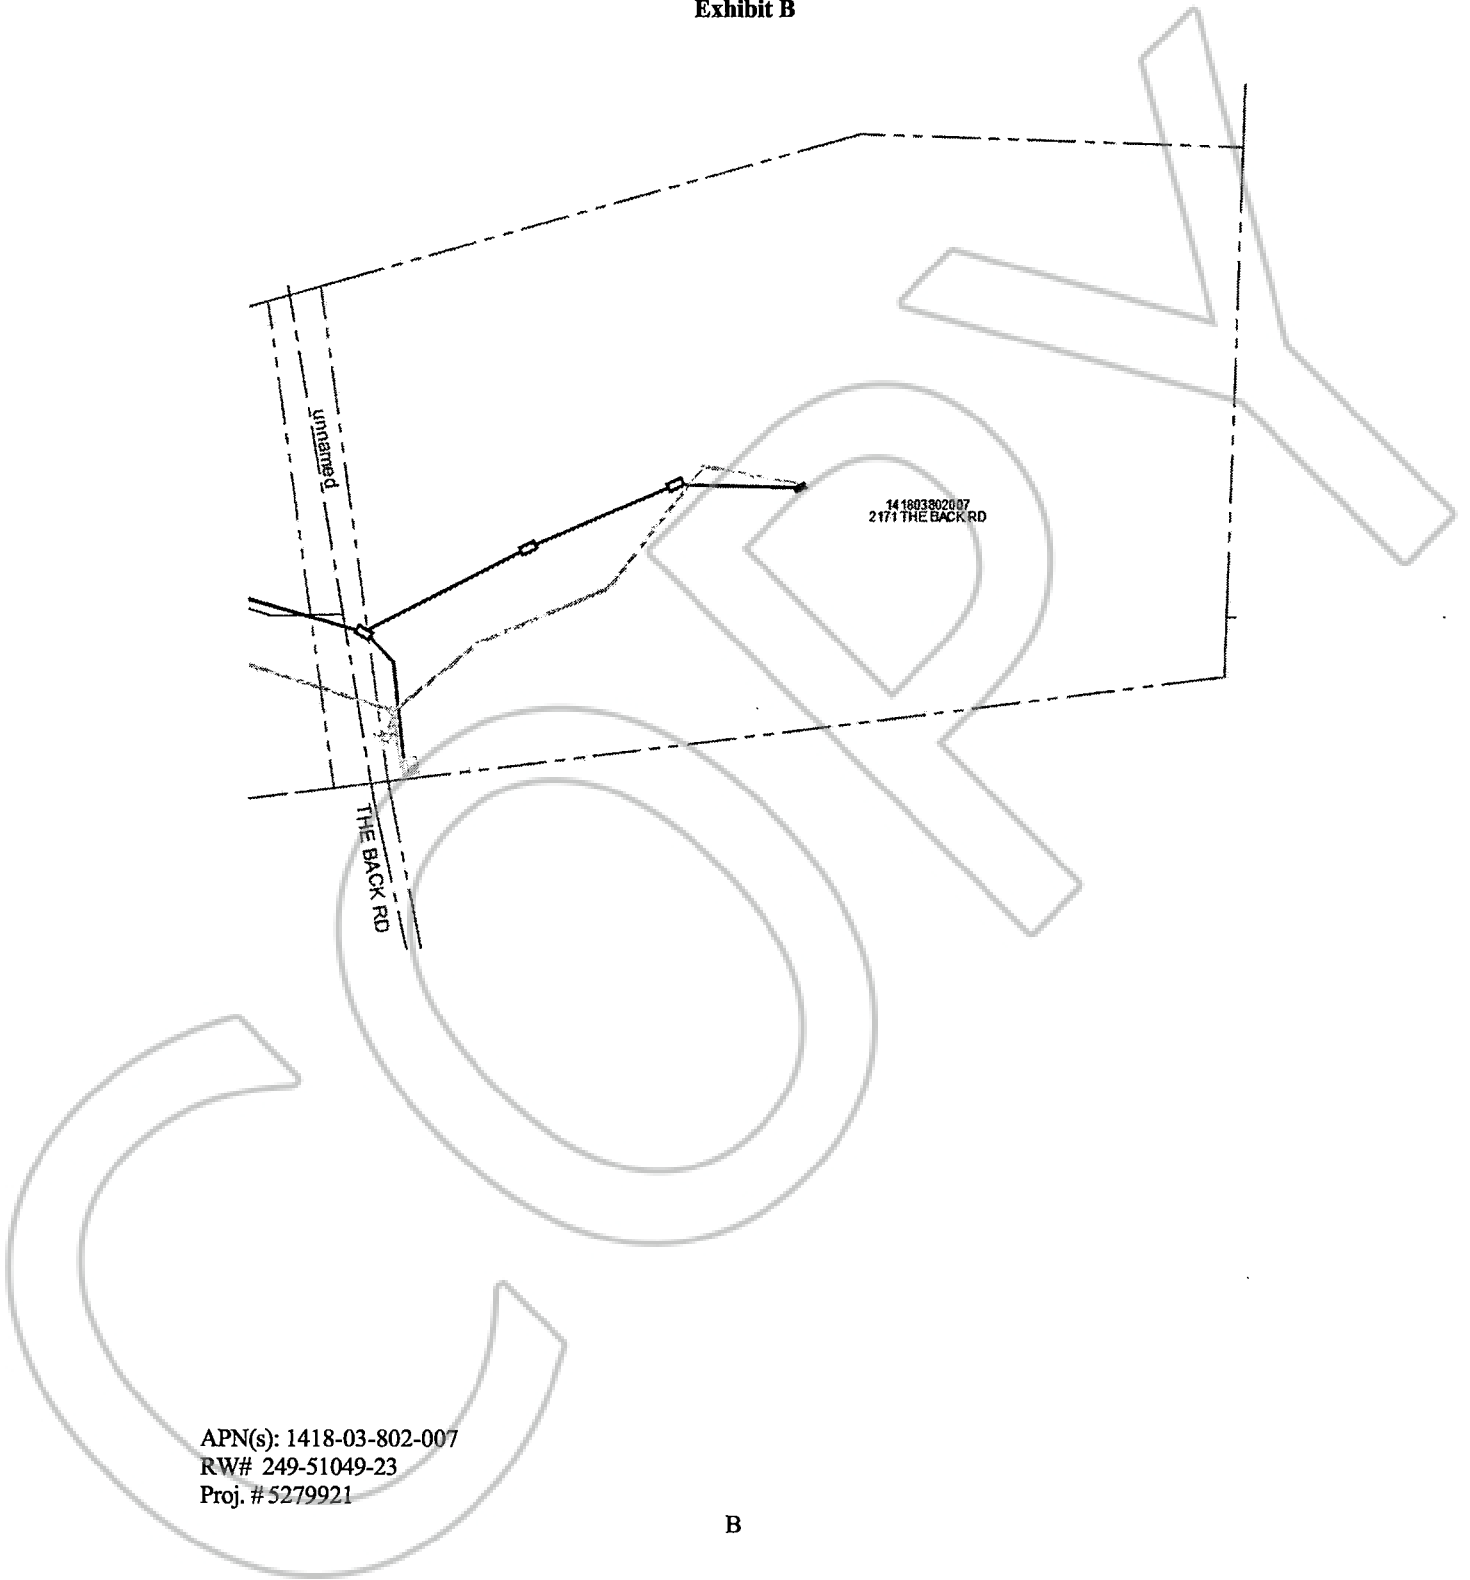 Exhibit B
unnamed
141803802007
2171 THE BACK RD
THE BACK RD
COPY
APN(s): 1418-03-802-007
RW# 249-51049-23
Proj. # 5279921
B